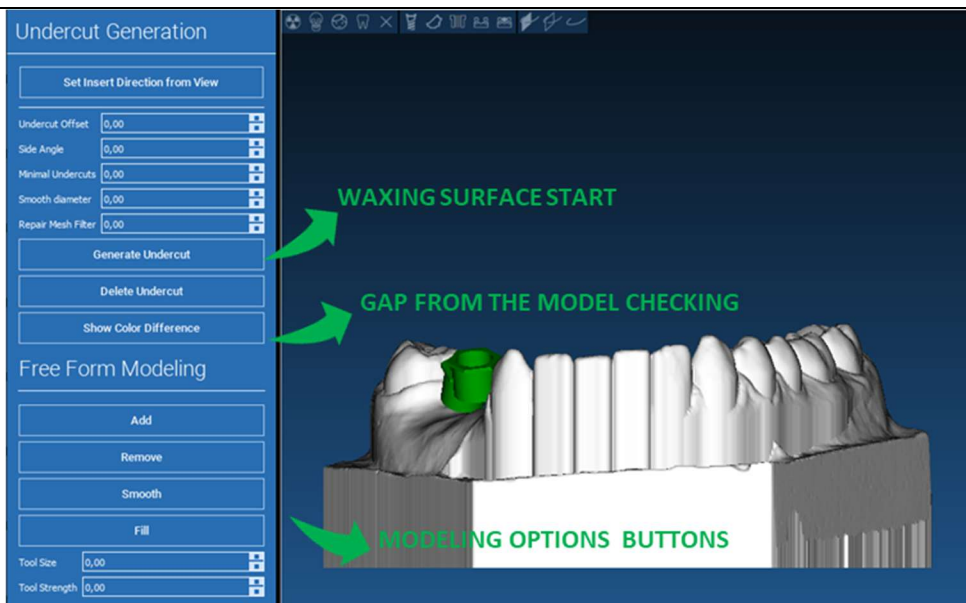 Undercut Generation
Set Insert Direction from View
Undercut Offset 0,00
Side Angle 0,00
Minimal Undercuts 0,00
Smooth diameter 0,00
Repair Mesh Filter 0,00
Generate Undercut
Delete Undercut
Show Color Difference
Free Form Modeling
Add
Remove
Smooth
Fill
Tool Size 0,00
Tool Strength 0,00
WAXING SURFACE START
GAP FROM THE MODEL CHECKING
MODELING OPTIONS BUTTONS